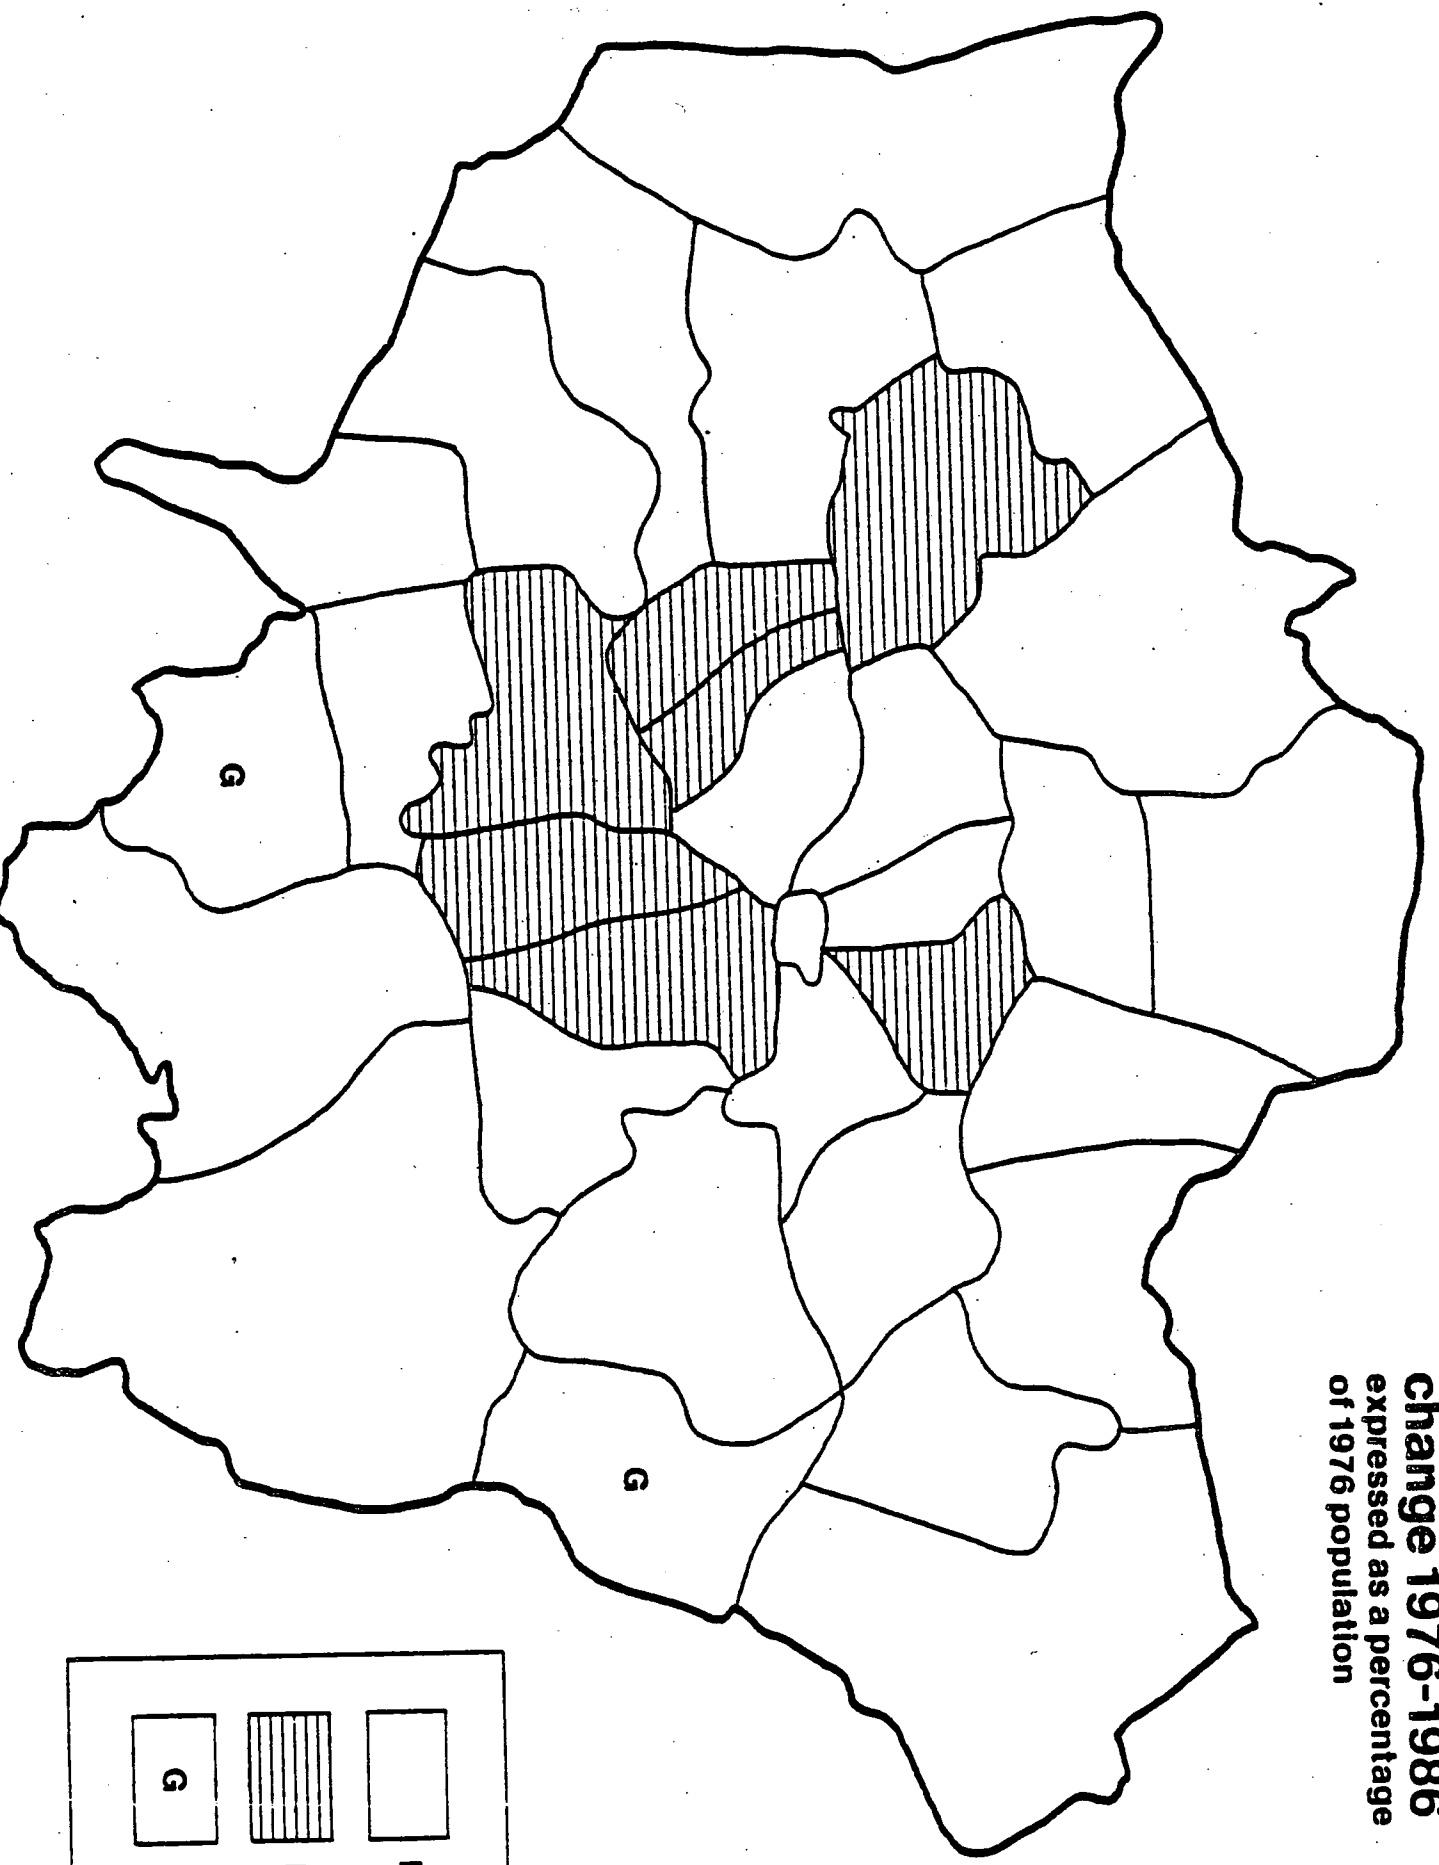 change 1976-1986
expressed as a percentage
of 1976 population
G
G
G